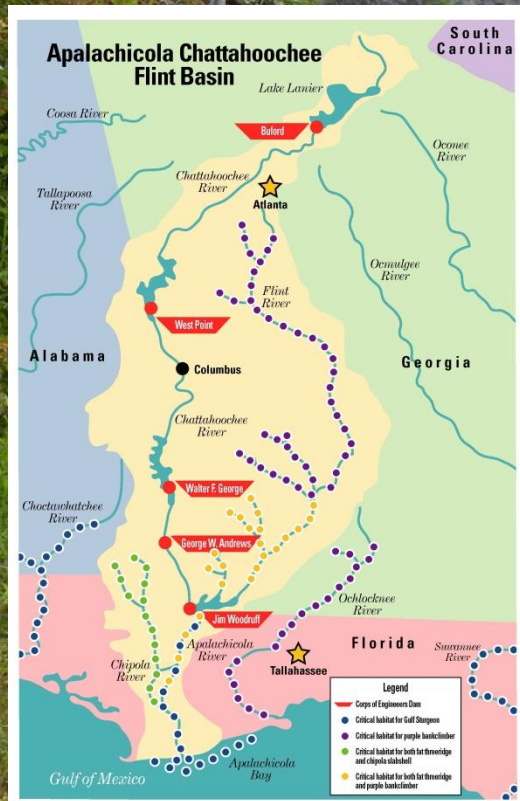 Apalachicola Chattahoochee
Flint Basin
South
Carolina
Lake Lanier
Coosa River
Buford
Oconee
River
Chattahoochee
River
Tallapoosa
River
Atlanta
Flint
River
Ocmulgee
River
West Point
Alabama
Georgia
Columbus
Chattahoochee
River
Walter F. George
Choctawhatchee
River
George W. Andrews
Ochlocknee
River
Jim Woodruff
Apalachicola
River
Florida
Chipola
River
Tallahassee
Suwannee
River
Legend
Corps of Engineers Dam
Critical habitat for Gulf Sturgeon
Critical habitat for purple bankclimber
Critical habitat for both fat threeridge
and chipola slabshell
Critical habitat for both fat threeridge
and purple bankclimber
Apalachicola
Bay
Gulf of Mexico